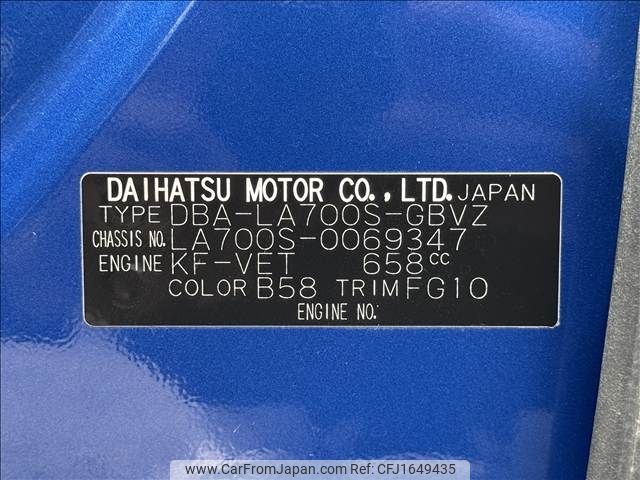 DAIHATSU MOTOR CO., LTD. JAPAN
TYPE DBA-LA700S-GBVZ
CHASSIS NO. LA700S-0069347
ENGINE KF-VET 658cc
COLOR B58 TRIM FG10
ENGINE NO.
www.CarFromJapan.com - Ref. No: CFJ1649435